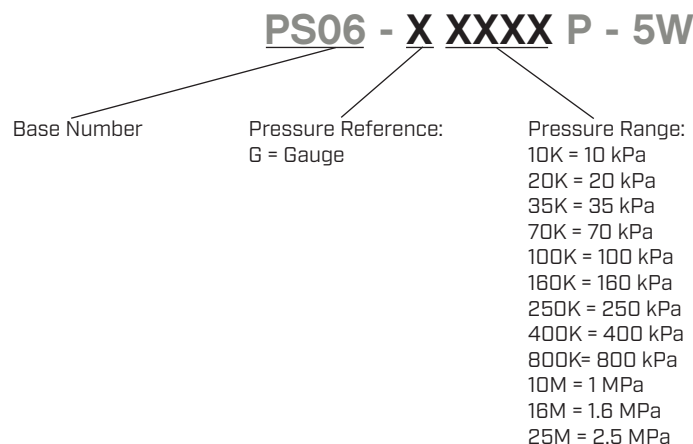 PS06 - X XXXX P - 5W
Base Number
Pressure Reference:
G = Gauge
Pressure Range:
10K = 10 kPa
20K = 20 kPa
35K = 35 kPa
70K = 70 kPa
100K = 100 kPa
160K = 160 kPa
250K = 250 kPa
400K = 400 kPa
800K= 800 kPa
10M = 1 MPa
16M = 1.6 MPa
25M = 2.5 MPa